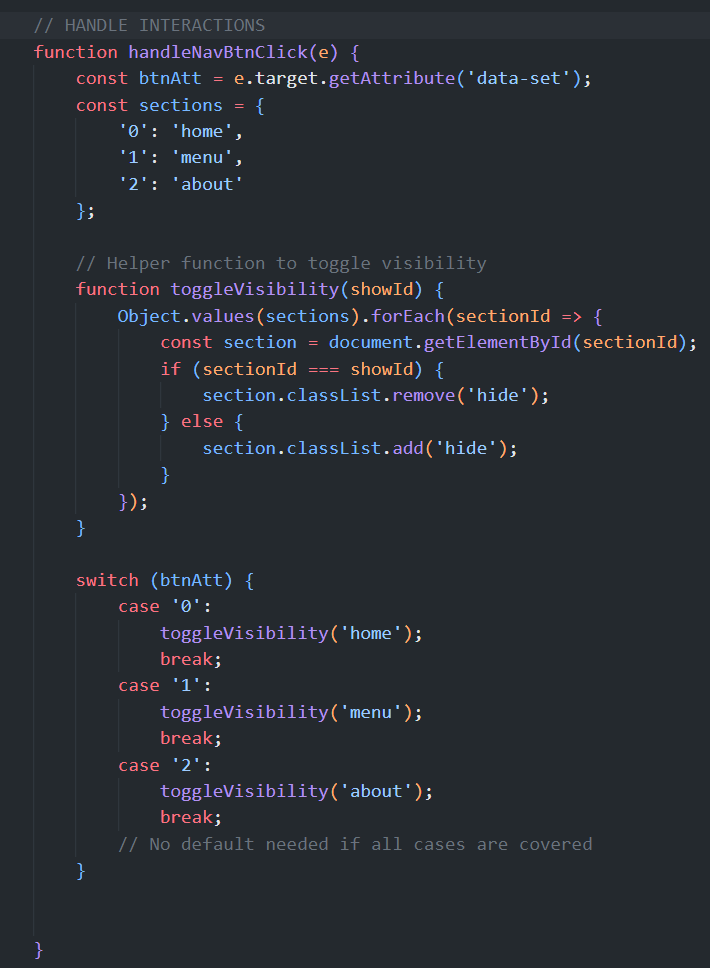 // HANDLE INTERACTIONS
function handleNavBtnClick(e) {
    const btnAtt = e.target.getAttribute('data-set');
    const sections = {
        '0': 'home',
        '1': 'menu',
        '2': 'about'
    };

    // Helper function to toggle visibility
    function toggleVisibility(showId) {
        Object.values(sections).forEach(sectionId => {
            const section = document.getElementById(sectionId);
            if (sectionId === showId) {
                section.classList.remove('hide');
            } else {
                section.classList.add('hide');
            }
        });
    }

    switch (btnAtt) {
        case '0':
            toggleVisibility('home');
            break;
        case '1':
            toggleVisibility('menu');
            break;
        case '2':
            toggleVisibility('about');
            break;
        // No default needed if all cases are covered
    }


}